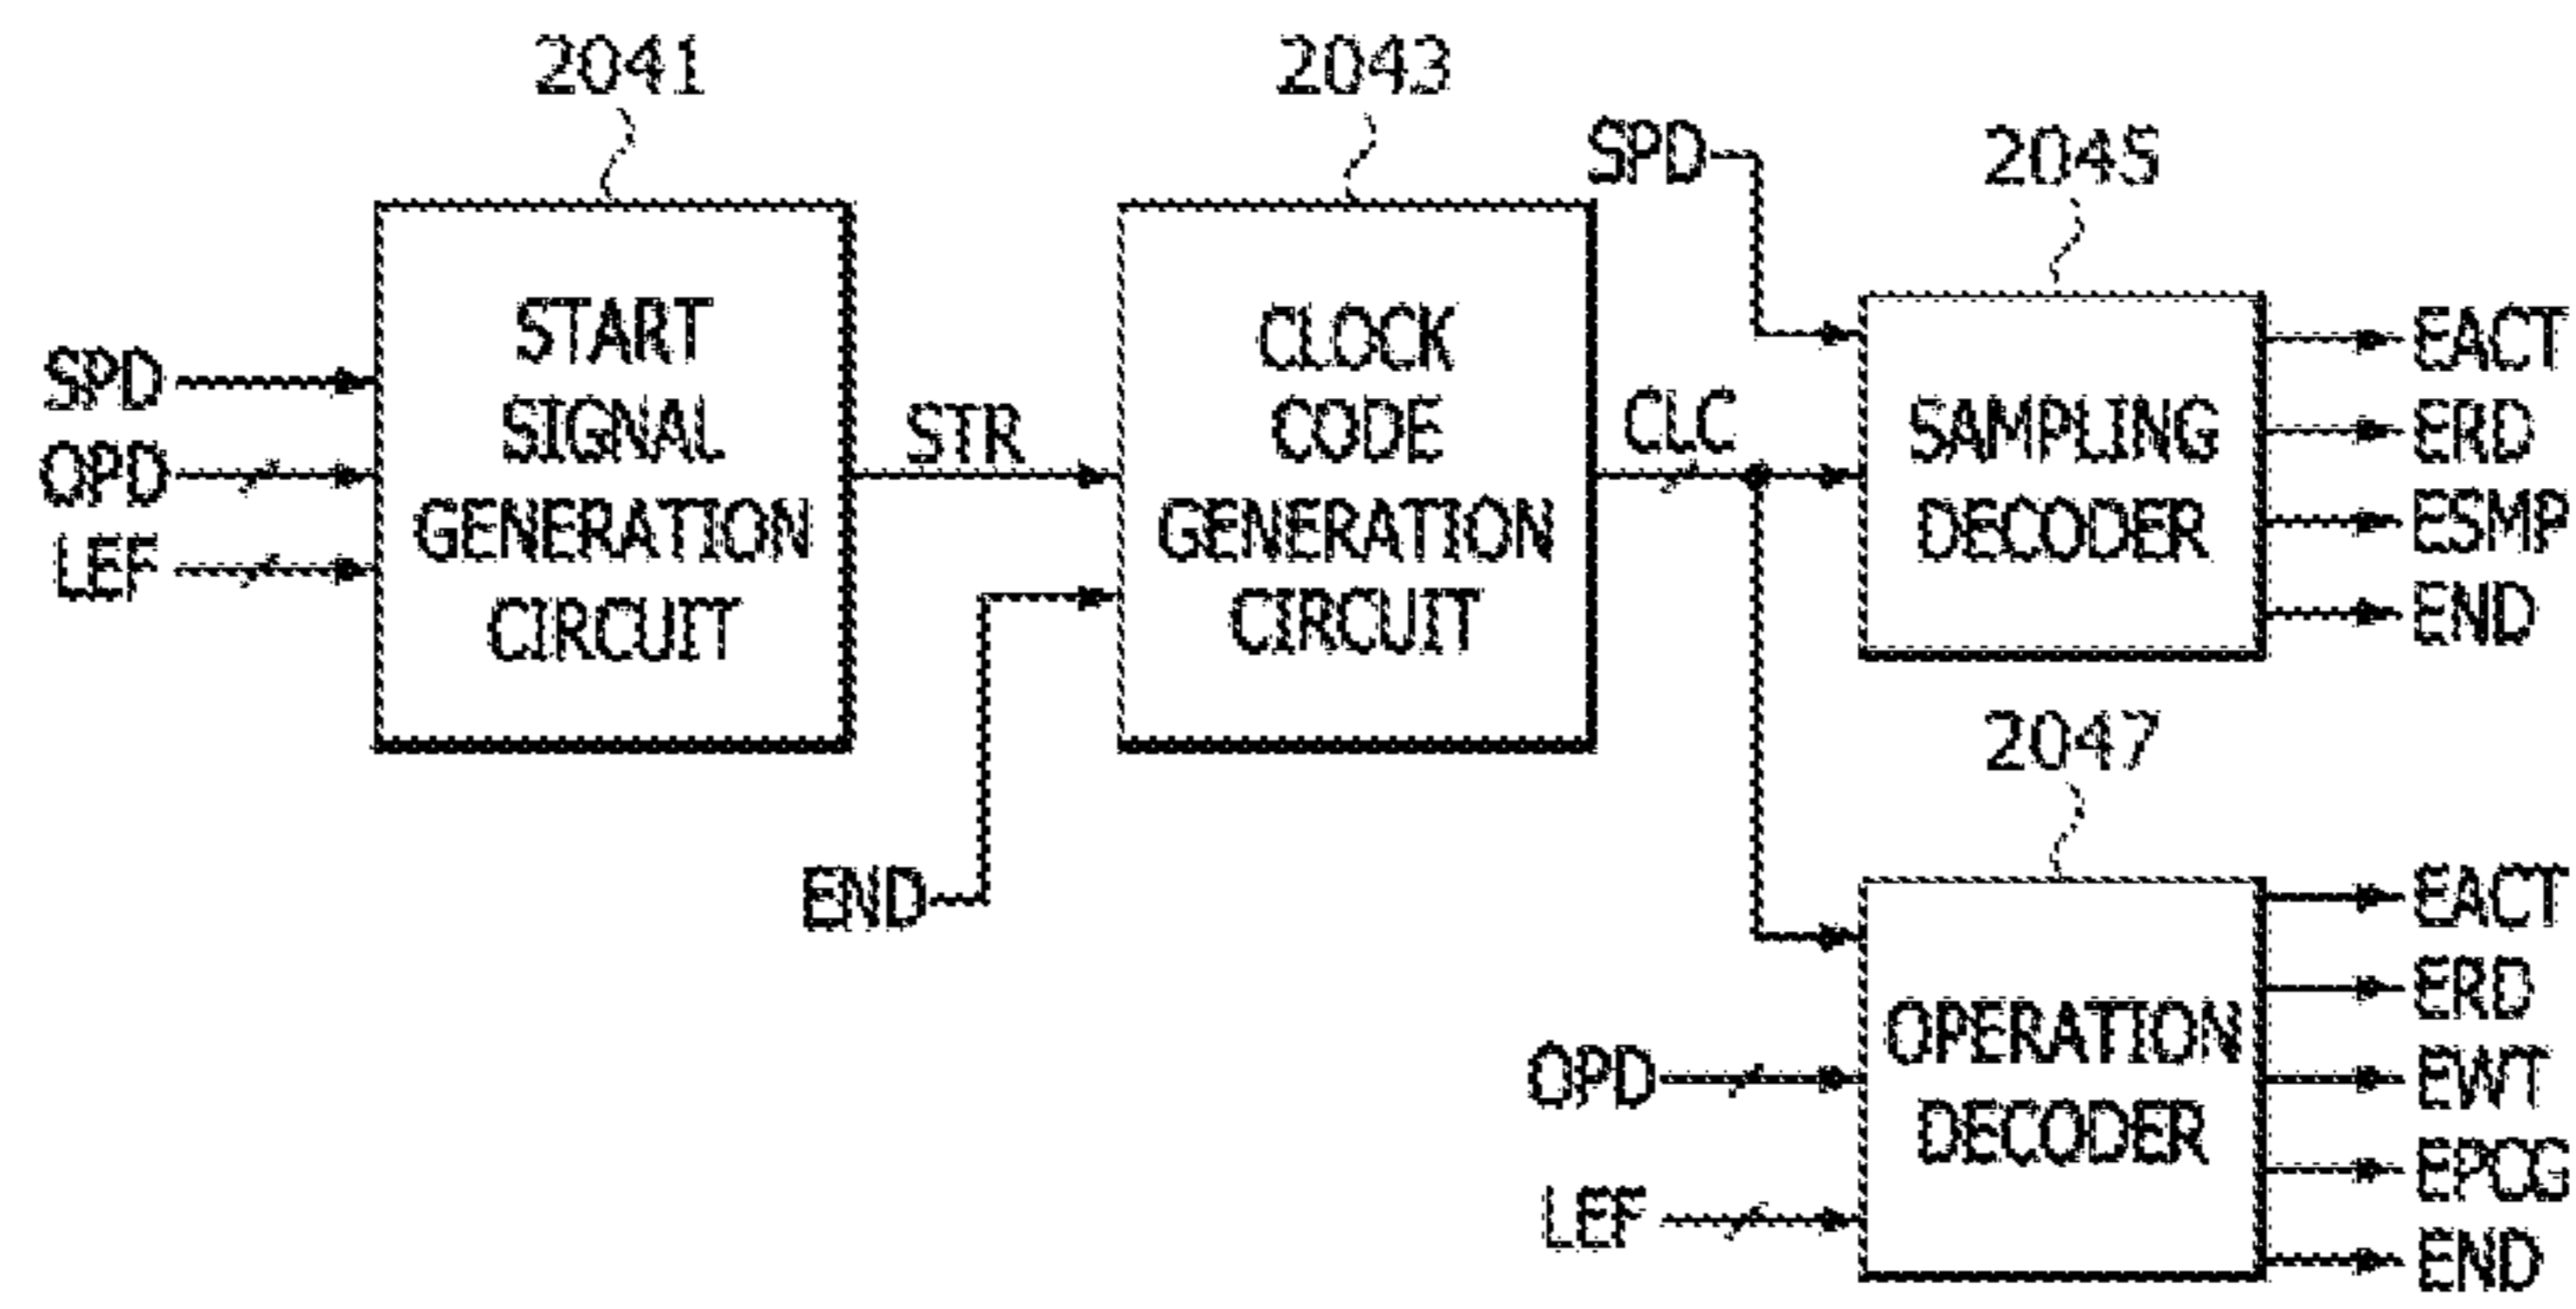 2041
2043
SPD
2045
START
SIGNAL
GENERATION
CIRCUIT
SPD
OPD
LEF
STR
CLOCK
CODE
GENERATION
CIRCUIT
END
CLC
SAMPLING
DECODER
EACT
ERD
ESMP
END
2047
OPD
LEF
OPERATION
DECODER
EACT
ERD
EWT
EPCG
END